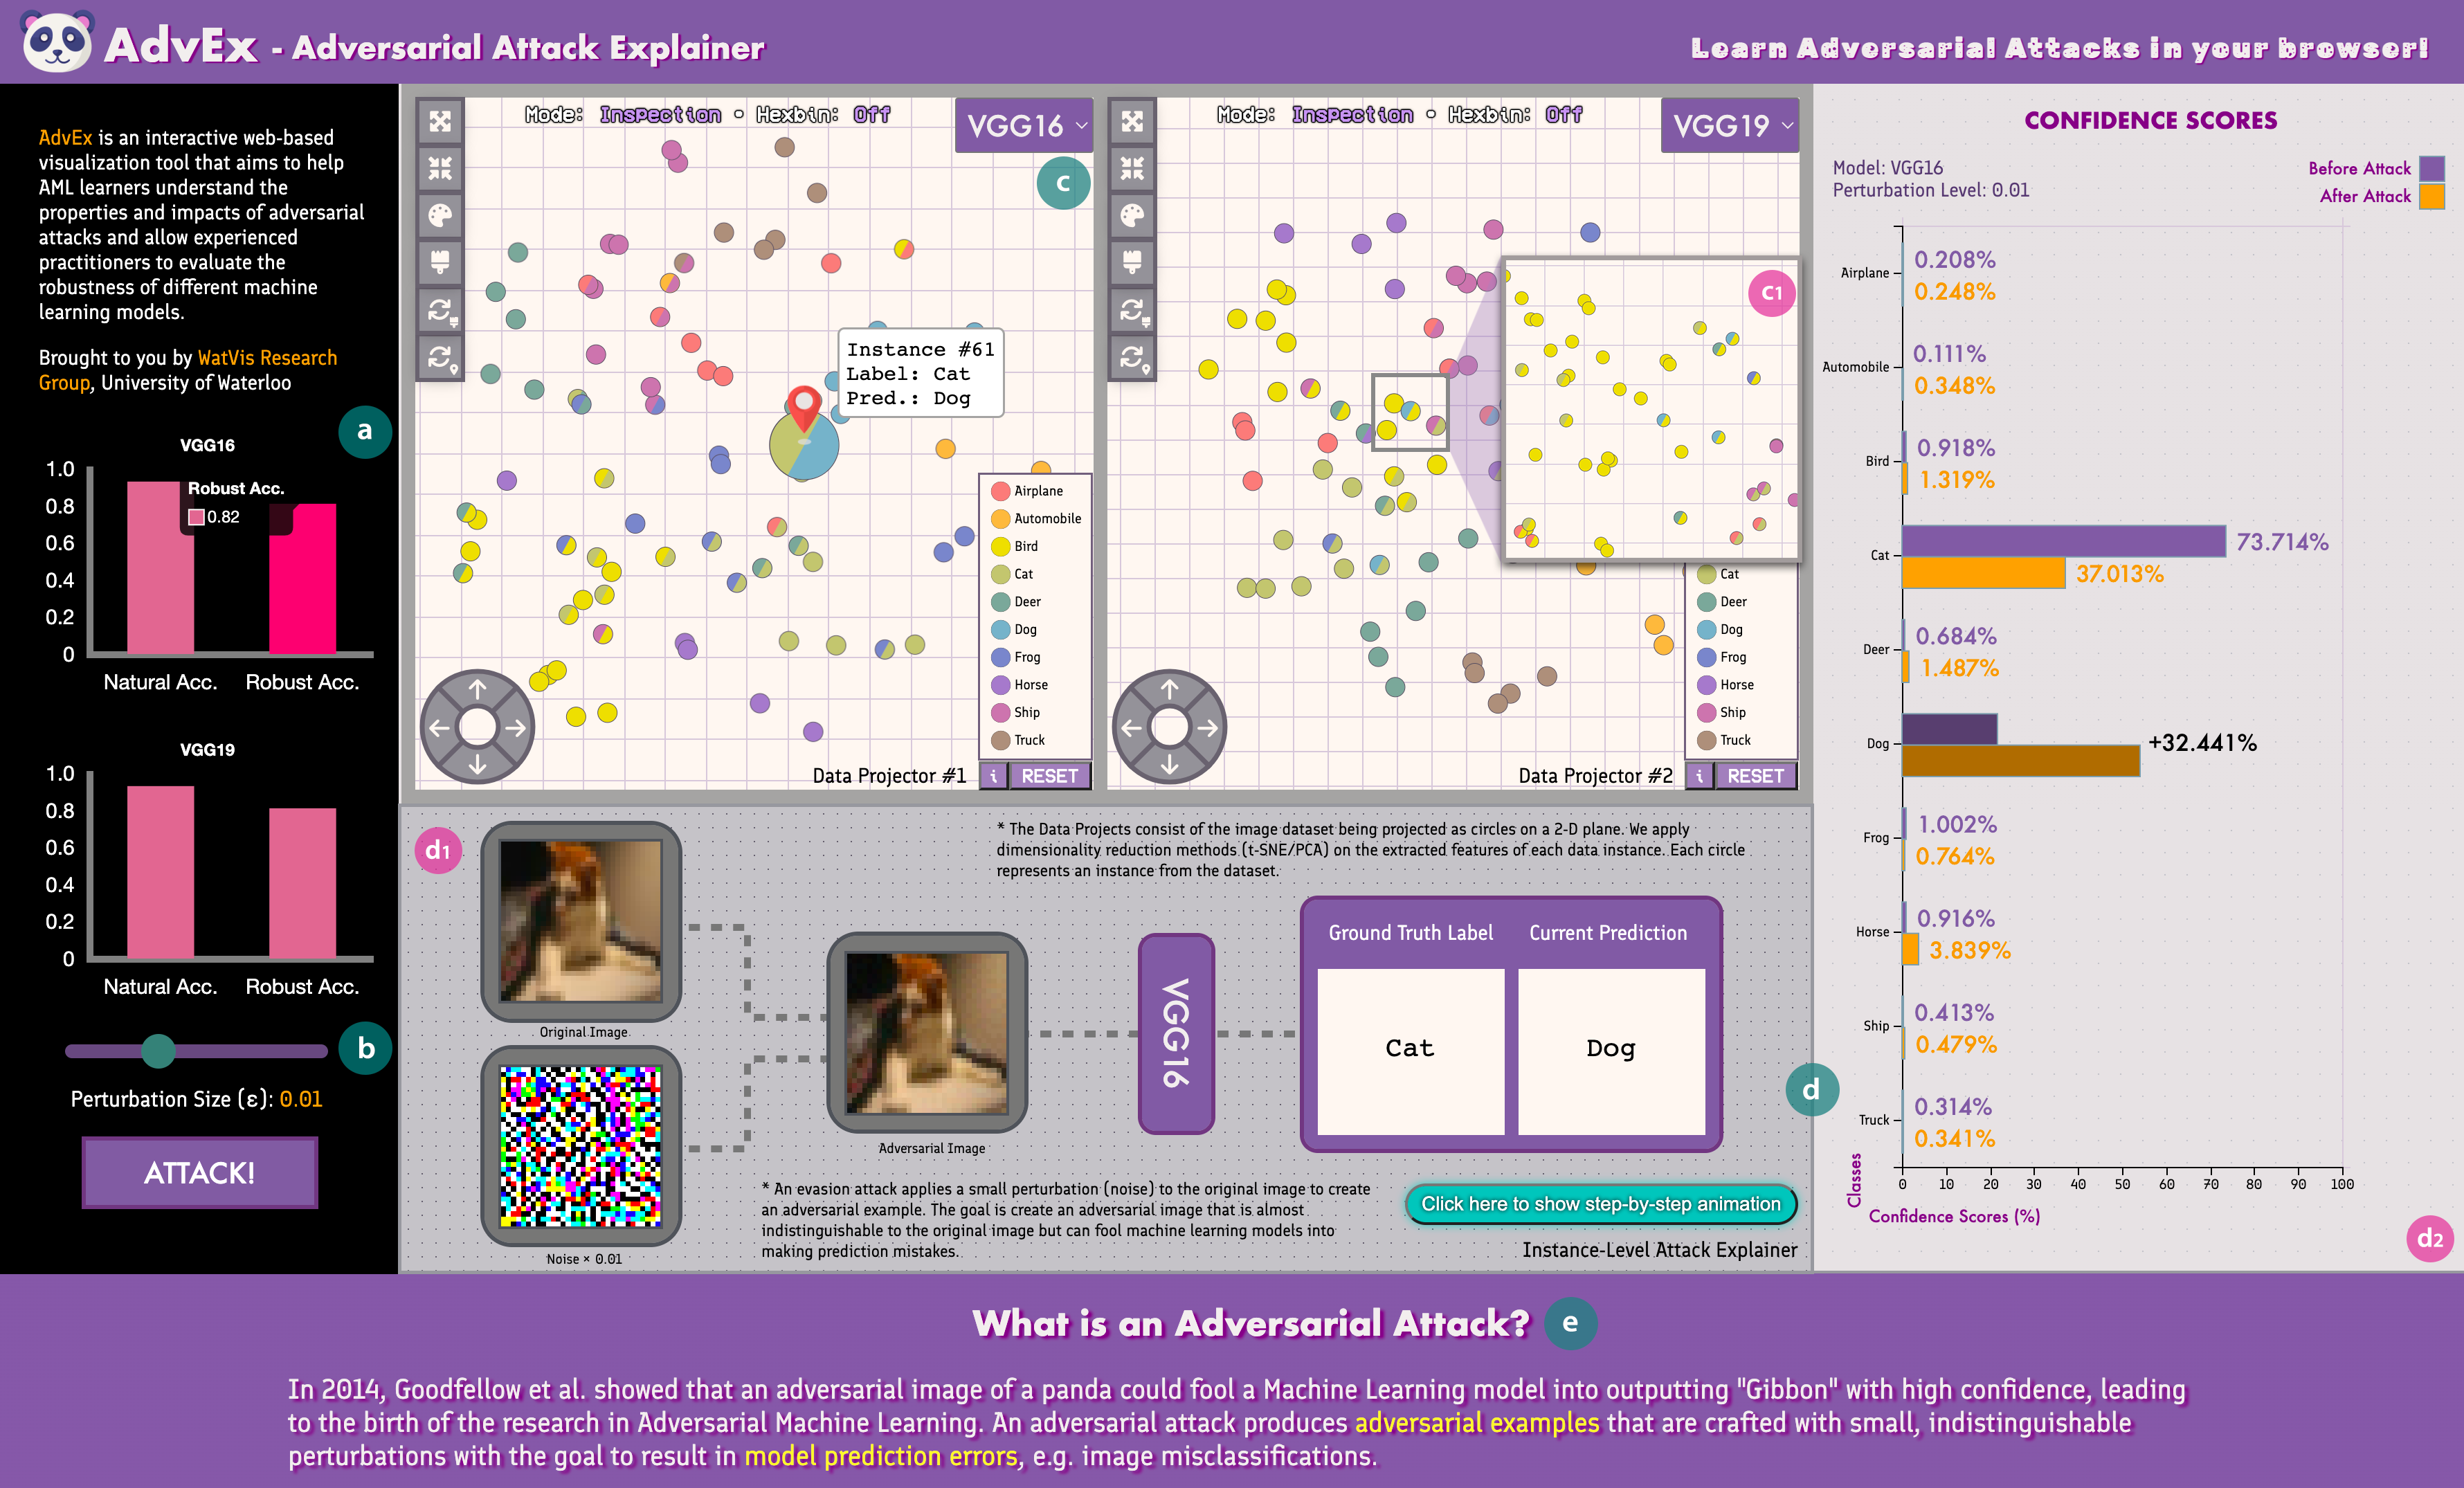 AdvEx - Adversarial Attack Explainer
Learn Adversarial Attacks in your browser!
AdvEx is an interactive web-based
visualization tool that aims to help
AML learners understand the
properties and impacts of adversarial
attacks and allow experienced
practitioners to evaluate the
robustness of different machine
learning models.
Brought to you by WatVis Research
Group, University of Waterloo
a
VGG16
1.0
0.8
0.6
0.4
0.2
0
Robust Acc.
0.82
Natural Acc.
Robust Acc.
VGG19
1.0
0.8
0.6
0.4
0.2
0
Natural Acc.
Robust Acc.
b
Perturbation Size (ε): 0.01
ATTACK!
Mode: Inspection - Hexbin: Off
VGG16
c
Instance #61
Label: Cat
Pred.: Dog
Airplane
Automobile
Bird
Cat
Deer
Dog
Frog
Horse
Ship
Truck
Data Projector #1
i
RESET
Mode: Inspection - Hexbin: Off
VGG19
c1
Cat
Deer
Dog
Frog
Horse
Ship
Truck
Data Projector #2
i
RESET
d1
Original Image
Noise × 0.01
* The Data Projects consist of the image dataset being projected as circles on a 2-D plane. We apply
dimensionality reduction methods (t-SNE/PCA) on the extracted features of each data instance. Each circle
represents an instance from the dataset.
Adversarial Image
VGG16
Ground Truth Label
Current Prediction
Cat
Dog
* An evasion attack applies a small perturbation (noise) to the original image to create
an adversarial example. The goal is create an adversarial image that is almost
indistinguishable to the original image but can fool machine learning models into
making prediction mistakes.
Click here to show step-by-step animation
Instance-Level Attack Explainer
d
CONFIDENCE SCORES
Model: VGG16
Perturbation Level: 0.01
Before Attack
After Attack
Airplane
0.208%
0.248%
Automobile
0.111%
0.348%
Bird
0.918%
1.319%
Cat
73.714%
37.013%
Deer
0.684%
1.487%
Dog
+32.441%
Frog
1.002%
0.764%
Horse
0.916%
3.839%
Ship
0.413%
0.479%
Truck
0.314%
0.341%
Classes
0 10 20 30 40 50 60 70 80 90 100
Confidence Scores (%)
d2
What is an Adversarial Attack?
e
In 2014, Goodfellow et al. showed that an adversarial image of a panda could fool a Machine Learning model into outputting "Gibbon" with high confidence, leading
to the birth of the research in Adversarial Machine Learning. An adversarial attack produces adversarial examples that are crafted with small, indistinguishable
perturbations with the goal to result in model prediction errors, e.g. image misclassifications.